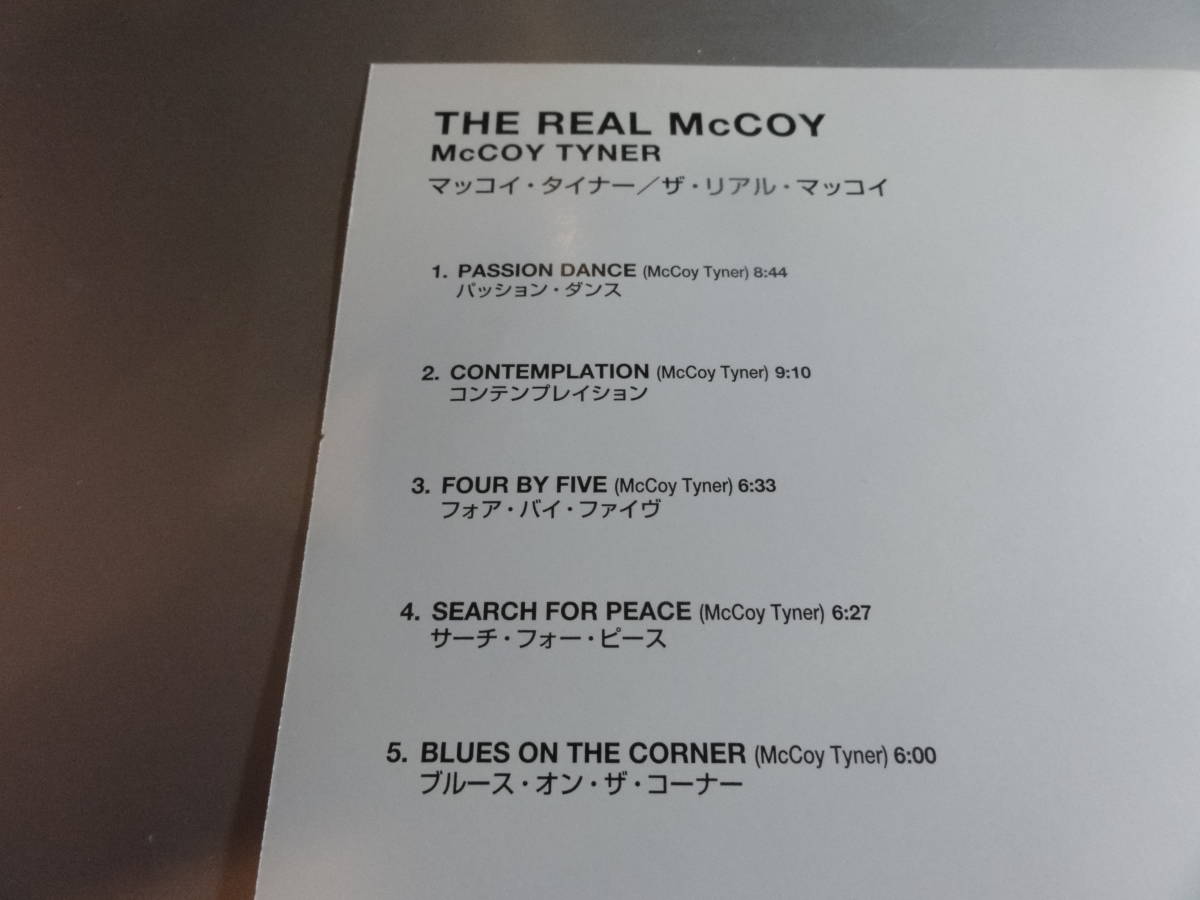 THE REAL McCOY
McCOY TYNER
マッコイ・タイナー／ザ・リアル・マッコイ
1. PASSION DANCE (McCoy Tyner) 8:44
パッション・ダンス
2. CONTEMPLATION (McCoy Tyner) 9:10
コンテンプレイション
3. FOUR BY FIVE (McCoy Tyner) 6:33
フォア・バイ・ファイヴ
4. SEARCH FOR PEACE (McCoy Tyner) 6:27
サーチ・フォー・ピース
5. BLUES ON THE CORNER (McCoy Tyner) 6:00
ブルース・オン・ザ・コーナー